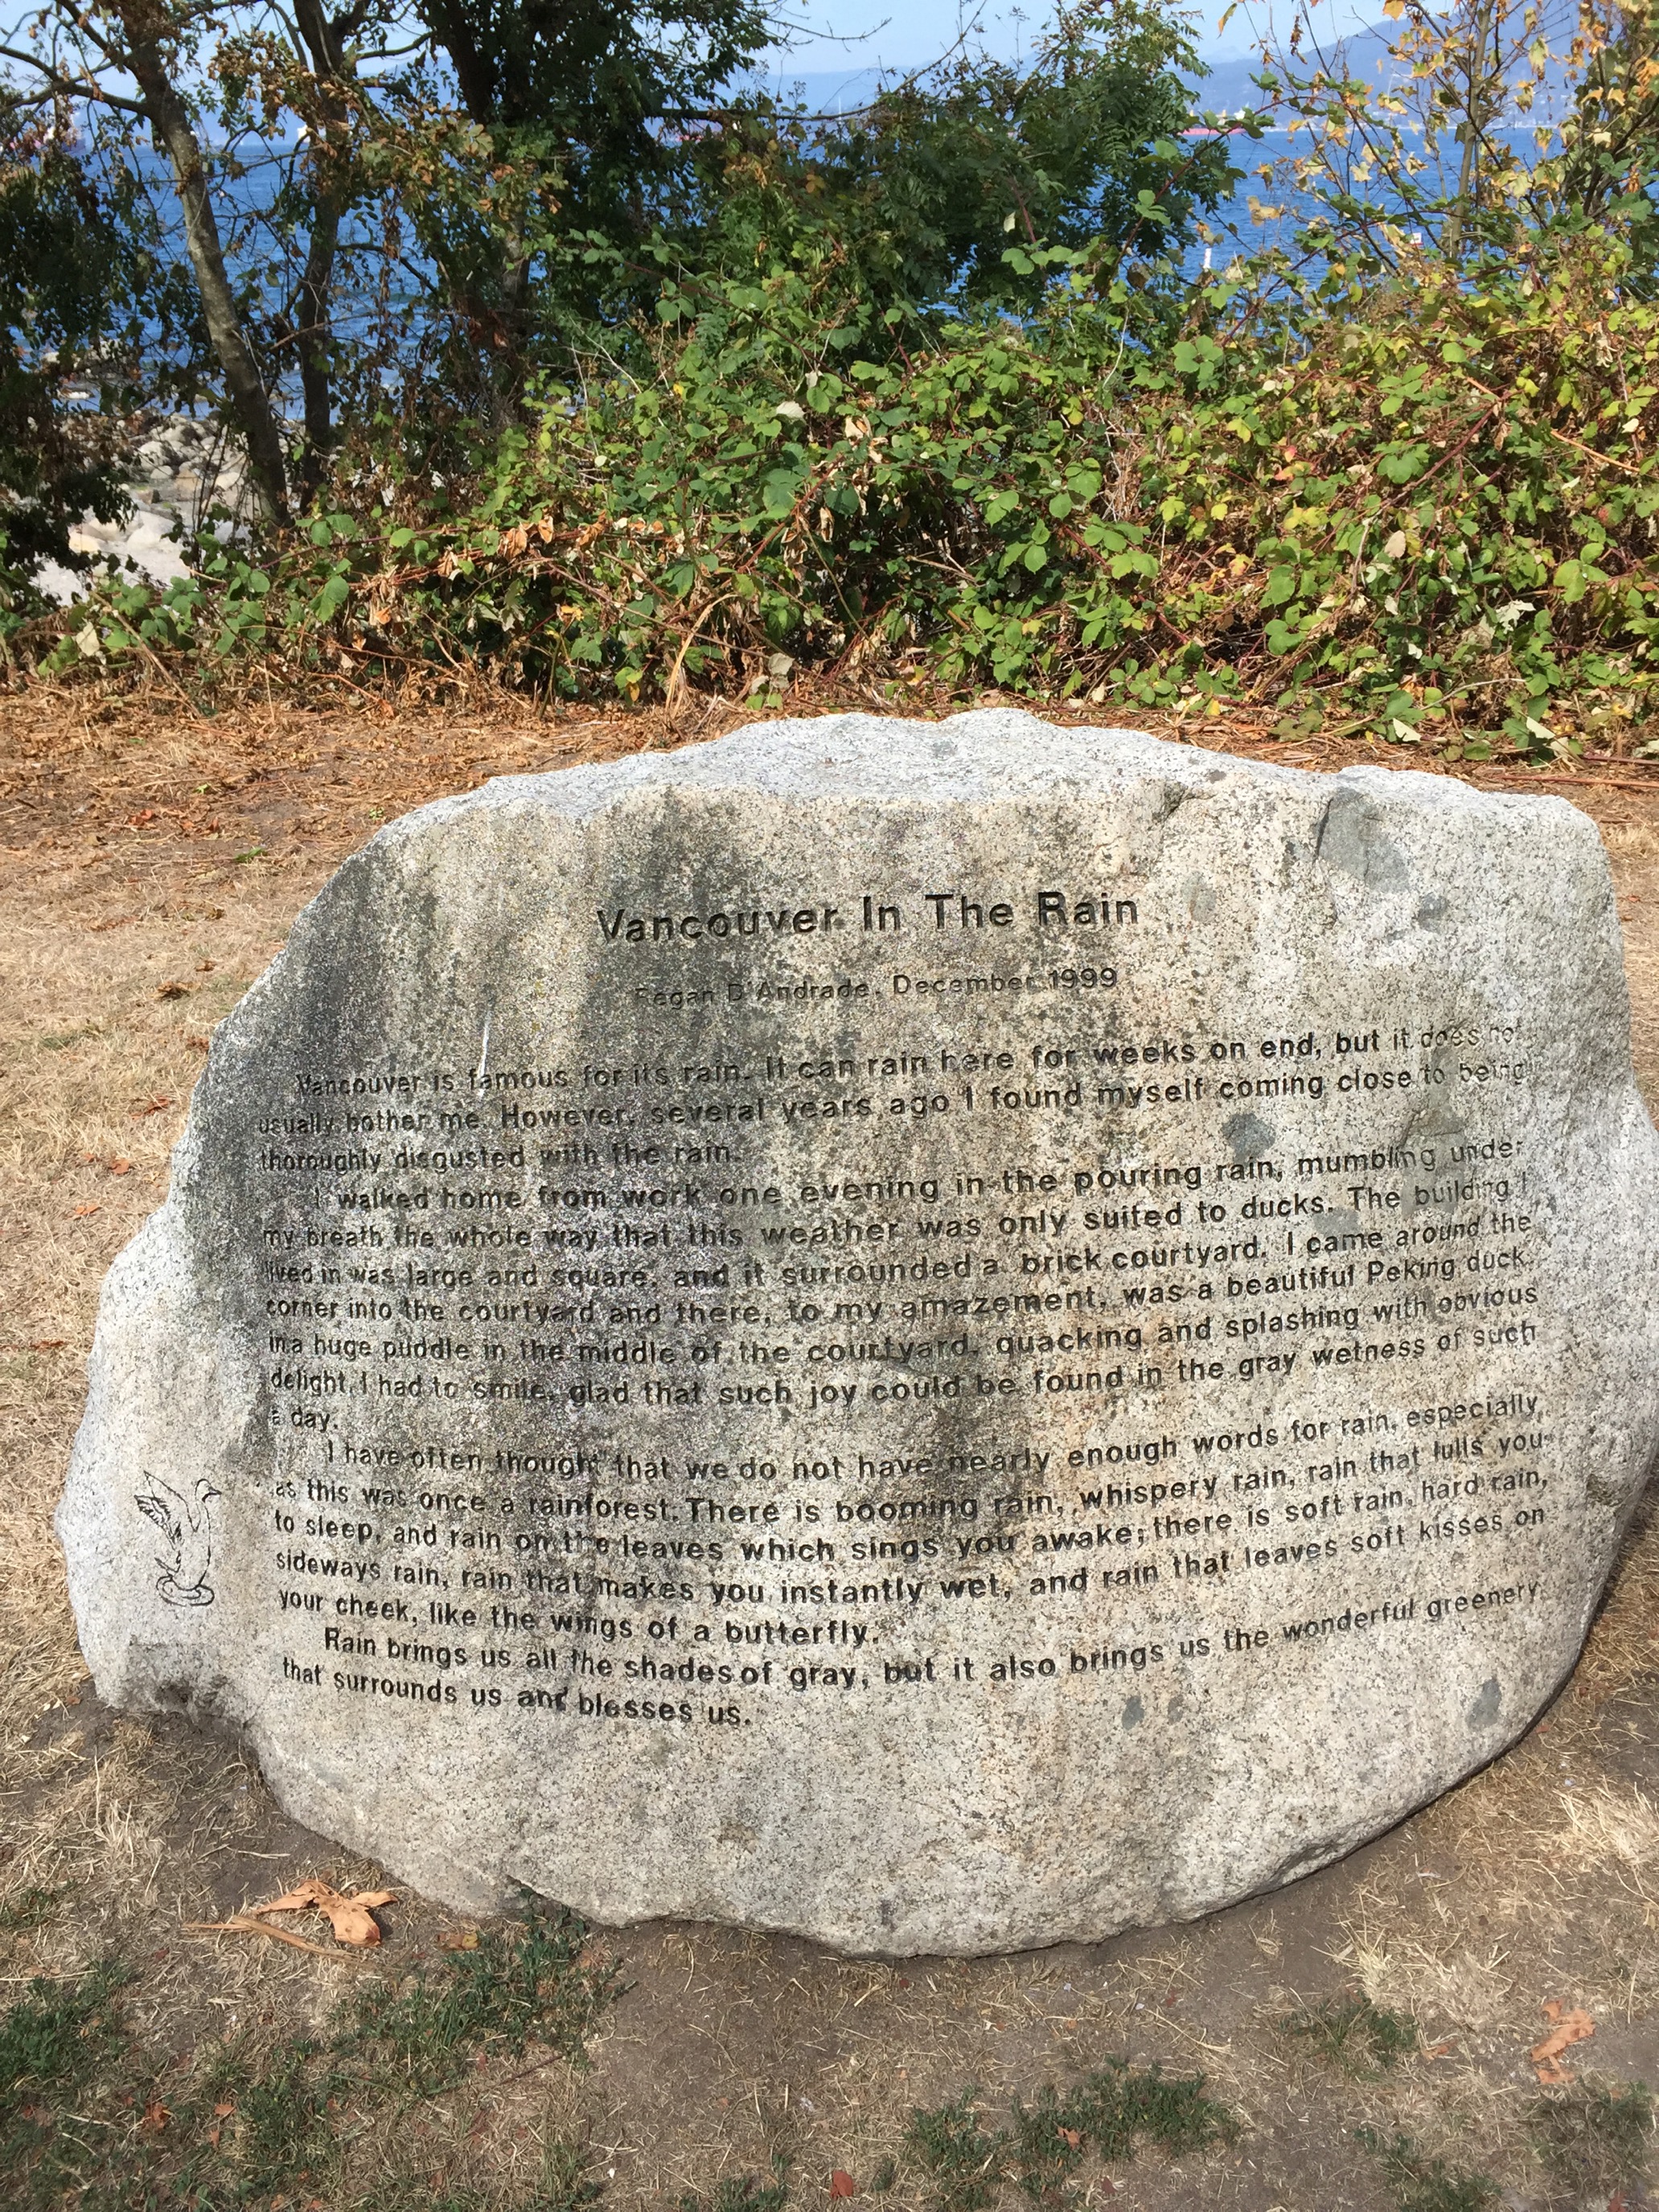 Vancouver In The Rain
Regan D'Andrade. December 1999
Vancouver is famous for its rain. It can rain here for weeks on end, but it does not
usually bother me. However, several years ago I found myself coming close to being
thoroughly disgusted with the rain.
I walked home from work one evening in the pouring rain, mumbling under
my breath the whole way that this weather was only suited to ducks. The building I
lived in was large and square, and it surrounded a brick courtyard. I came around the
corner into the courtyard and there, to my amazement, was a beautiful Peking duck.
in a huge puddle in the middle of the courtyard, quacking and splashing with obvious
delight. I had to smile, glad that such joy could be found in the gray wetness of such
a day.
I have often thought that we do not have nearly enough words for rain, especially
as this was once a rainforest. There is booming rain, whispery rain, rain that lulls you
to sleep, and rain on the leaves which sings you awake; there is soft rain, hard rain,
sideways rain, rain that makes you instantly wet, and rain that leaves soft kisses on
your cheek, like the wings of a butterfly.
Rain brings us all the shades of gray, but it also brings us the wonderful greenery
that surrounds us and blesses us.